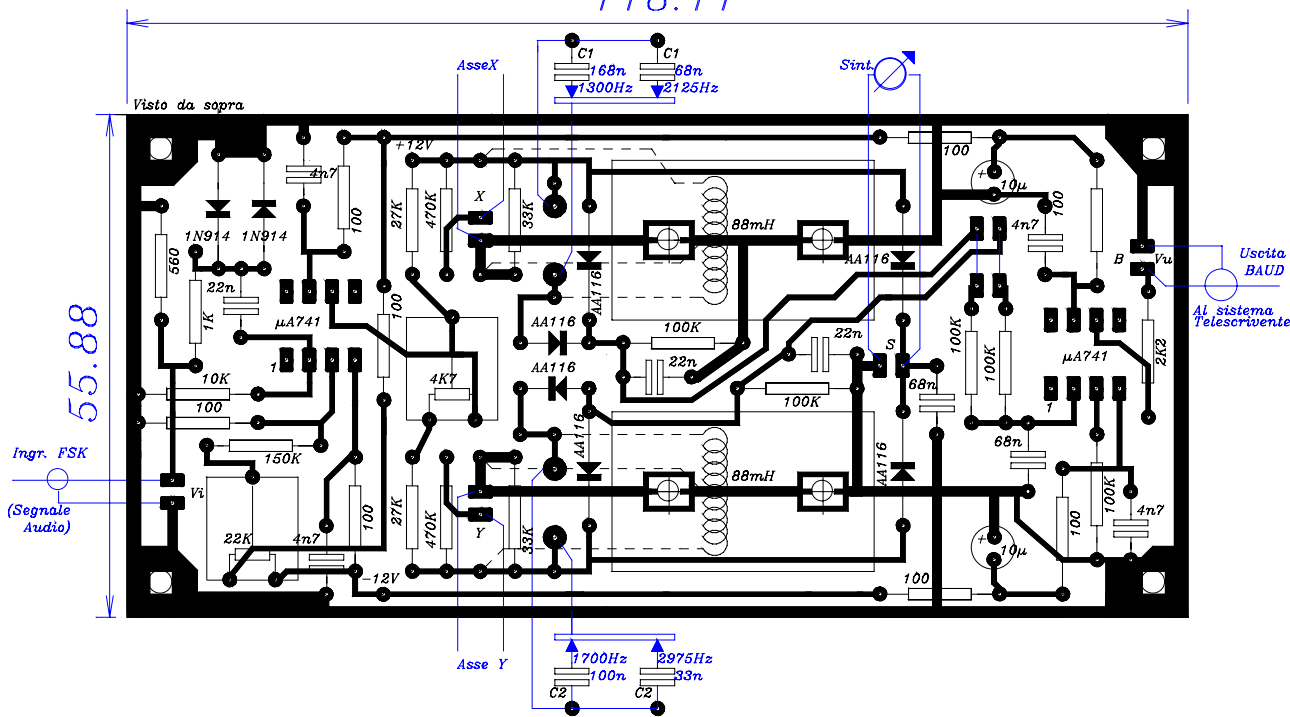 C1
C1
AsseX
168n
68n
Sint.
1300Hz
2125Hz
Visto da sopra
+12V
100
4n7
X
10µ
100
27K
470K
33K
100
1N914
1N914
88mH
4n7
560
AA116
AA116
B
Vu
Uscita
BAUD
22n
1K
µA741
100
AA116
100K
22n
Al sistema
Telescrivente
55.88
22n
S
100K
100K
µA741
2K2
1
AA116
10K
4K7
68n
100
100K
1
150K
AA116
68n
Ingr. FSK
88mH
AA116
Vi
(Segnale
Audio)
100
27K
470K
33K
Y
100
100K
4n7
22K
4n7
10µ
-12V
100
1700Hz
2975Hz
Asse Y
100n
33n
C2
C2